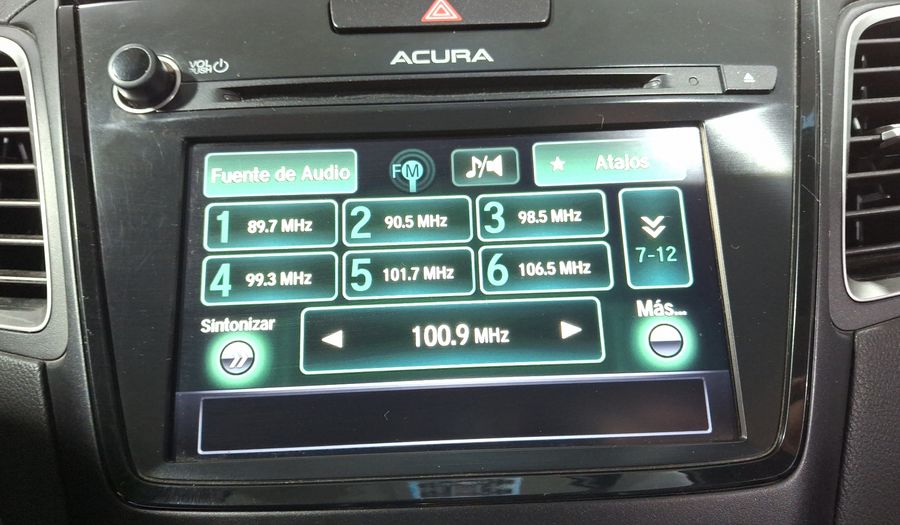 ACURA
VOL
PUSH
Fuente de Audio
FM
Atajos
1 89.7 MHz
2 90.5 MHz
3 98.5 MHz
4 99.3 MHz
5 101.7 MHz
6 106.5 MHz
7-12
Sintonizar
100.9 MHz
Más...